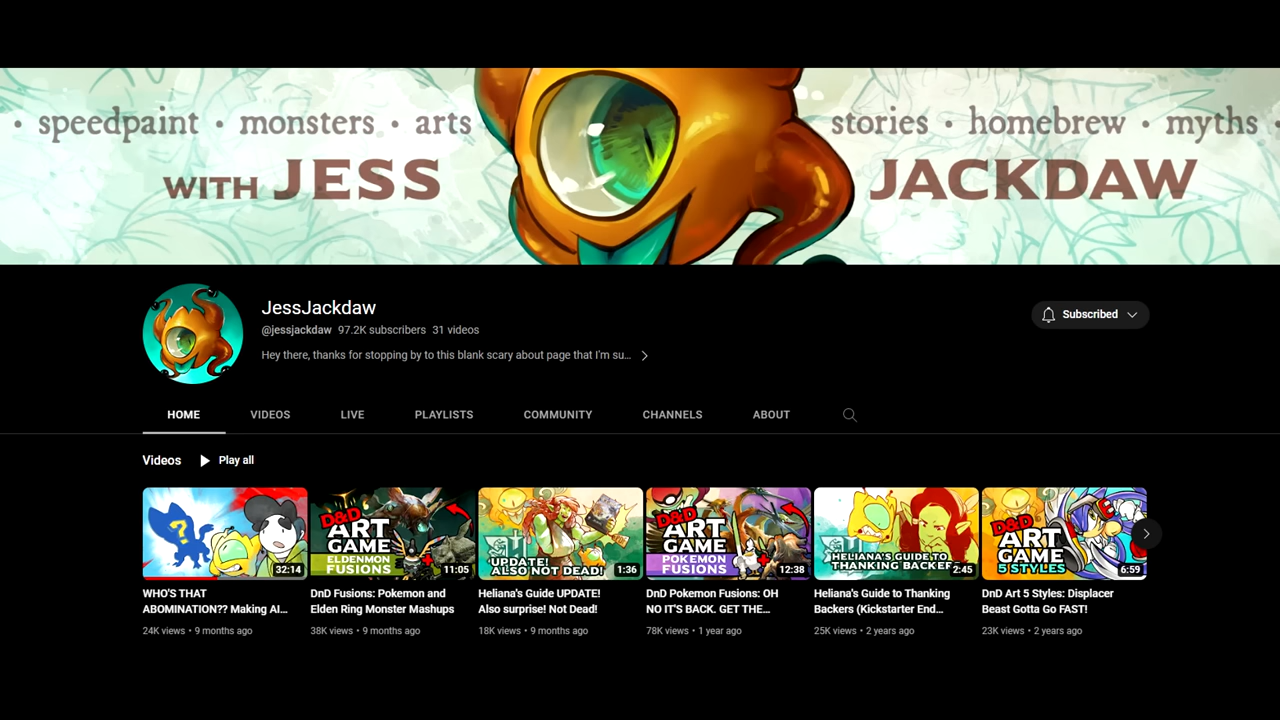 • speedpaint • monsters • arts
stories • homebrew • myths •
WITH JESS
JACKDAW
JessJackdaw
@jessjackdaw 97.2K subscribers 31 videos
Hey there, thanks for stopping by to this blank scary about page that I'm su...
Subscribed
HOME VIDEOS LIVE PLAYLISTS COMMUNITY CHANNELS ABOUT
Videos Play all
?
32:14
D&D
ART
GAME
ELDENMON
FUSIONS
11:05
UPDATE!
ALSO NOT DEAD!
1:36
D&D
ART
GAME
POKEMON
FUSIONS
12:38
HELIANA'S GUIDE TO
THANKING BACKER
2:45
D&D
ART
GAME
5 STYLES
6:59
WHO'S THAT
ABOMINATION?? Making AI...
24K views • 9 months ago
DnD Fusions: Pokemon and
Elden Ring Monster Mashups
38K views • 9 months ago
Heliana's Guide UPDATE!
Also surprise! Not Dead!
18K views • 9 months ago
DnD Pokemon Fusions: OH
NO IT'S BACK. GET THE...
78K views • 1 year ago
Heliana's Guide to Thanking
Backers (Kickstarter End...
25K views • 2 years ago
DnD Art 5 Styles: Displacer
Beast Gotta Go FAST!
23K views • 2 years ago